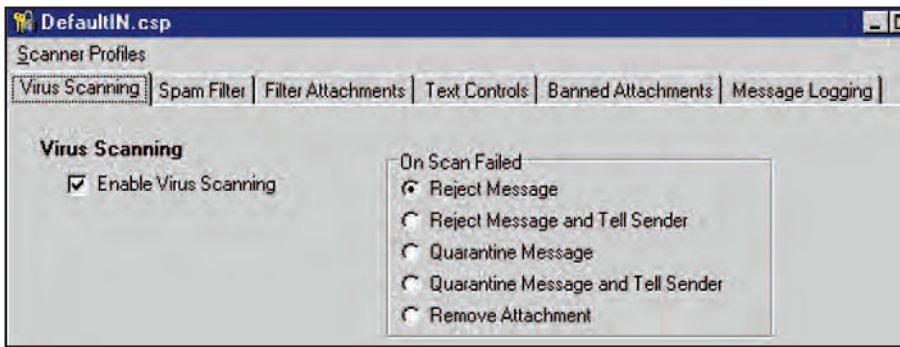 DefaultIN.csp
Scanner Profiles
Virus Scanning Spam Filter Filter Attachments Text Controls Banned Attachments Message Logging
Virus Scanning
Enable Virus Scanning
On Scan Failed
Reject Message
Reject Message and Tell Sender
Quarantine Message
Quarantine Message and Tell Sender
Remove Attachment